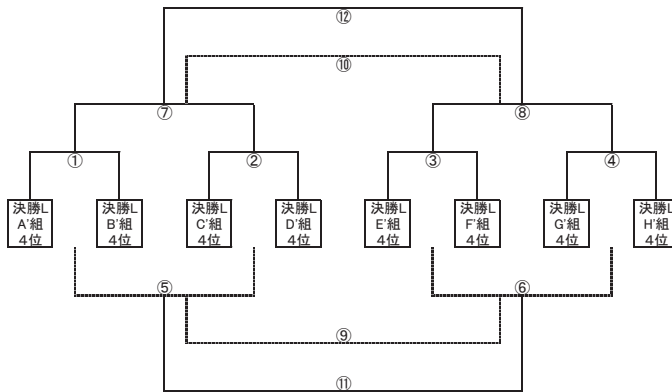 ⑫
⑩
⑦
⑧
①
②
③
④
決勝L
A'組
4位
決勝L
B'組
4位
決勝L
C'組
4位
決勝L
D'組
4位
決勝L
E'組
4位
決勝L
F'組
4位
決勝L
G'組
4位
決勝L
H'組
4位
⑤
⑥
⑨
⑪